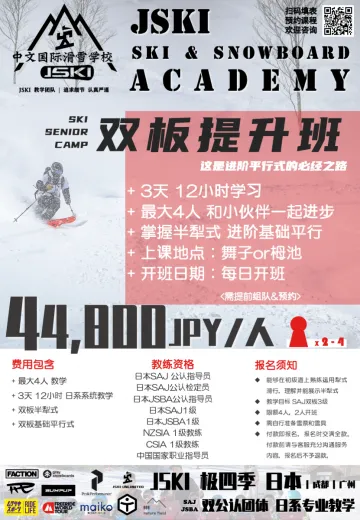 JSKI
SKI & SNOWBOARD
ACADEMY
扫码填表
预约课程
欢迎咨询
中文国际滑雪学校
JSKI
JSKI 教学团队 | 追求细节 认真严谨
SKI
SENIOR
CAMP
双板提升班
这是进阶平行式的必经之路
+ 3天 12小时学习
+ 最大4人 和小伙伴一起进步
+ 掌握半犁式 进阶基础平行
+ 上课地点：舞子or栂池
+ 开班日期：每日开班
<需提前组队&预约>
44,800JPY/人
x 2 - 4
费用包含
+ 最大4人 教学
+ 3天 12小时 日系系统教学
+ 双板半犁式
+ 双板基础平行式
教练资格
日本SAJ 公认指导员
日本SAJ公认检定员
日本JSBA公认指导员
日本SAJ1级
日本JSBA1级
NZSIA 1级教练
CSIA 1级教练
中国国家职业指导员
报名须知
◆ 能够在初级道上熟练运用犁式
滑行、理解并能展示半犁式
◆ 教学目标 SAJ双板3级
◆ 限额4人，2人开班
◆ 需自行准备雪票和雪具
◆ 付款即报名，报名时交满全款，
付款前请与客服充分沟通服务
内容，报名后不予退款。
FACTION
BUMPUP
PeakPerformance
JSKI UNLIMITED
RIDE
LIFE
FREERIDE
WORLD
TOUR
maiko
JSKI 极四季 日本 | 成都 | 广州
SAJ
JSBA 双公认团体 日系专业教学